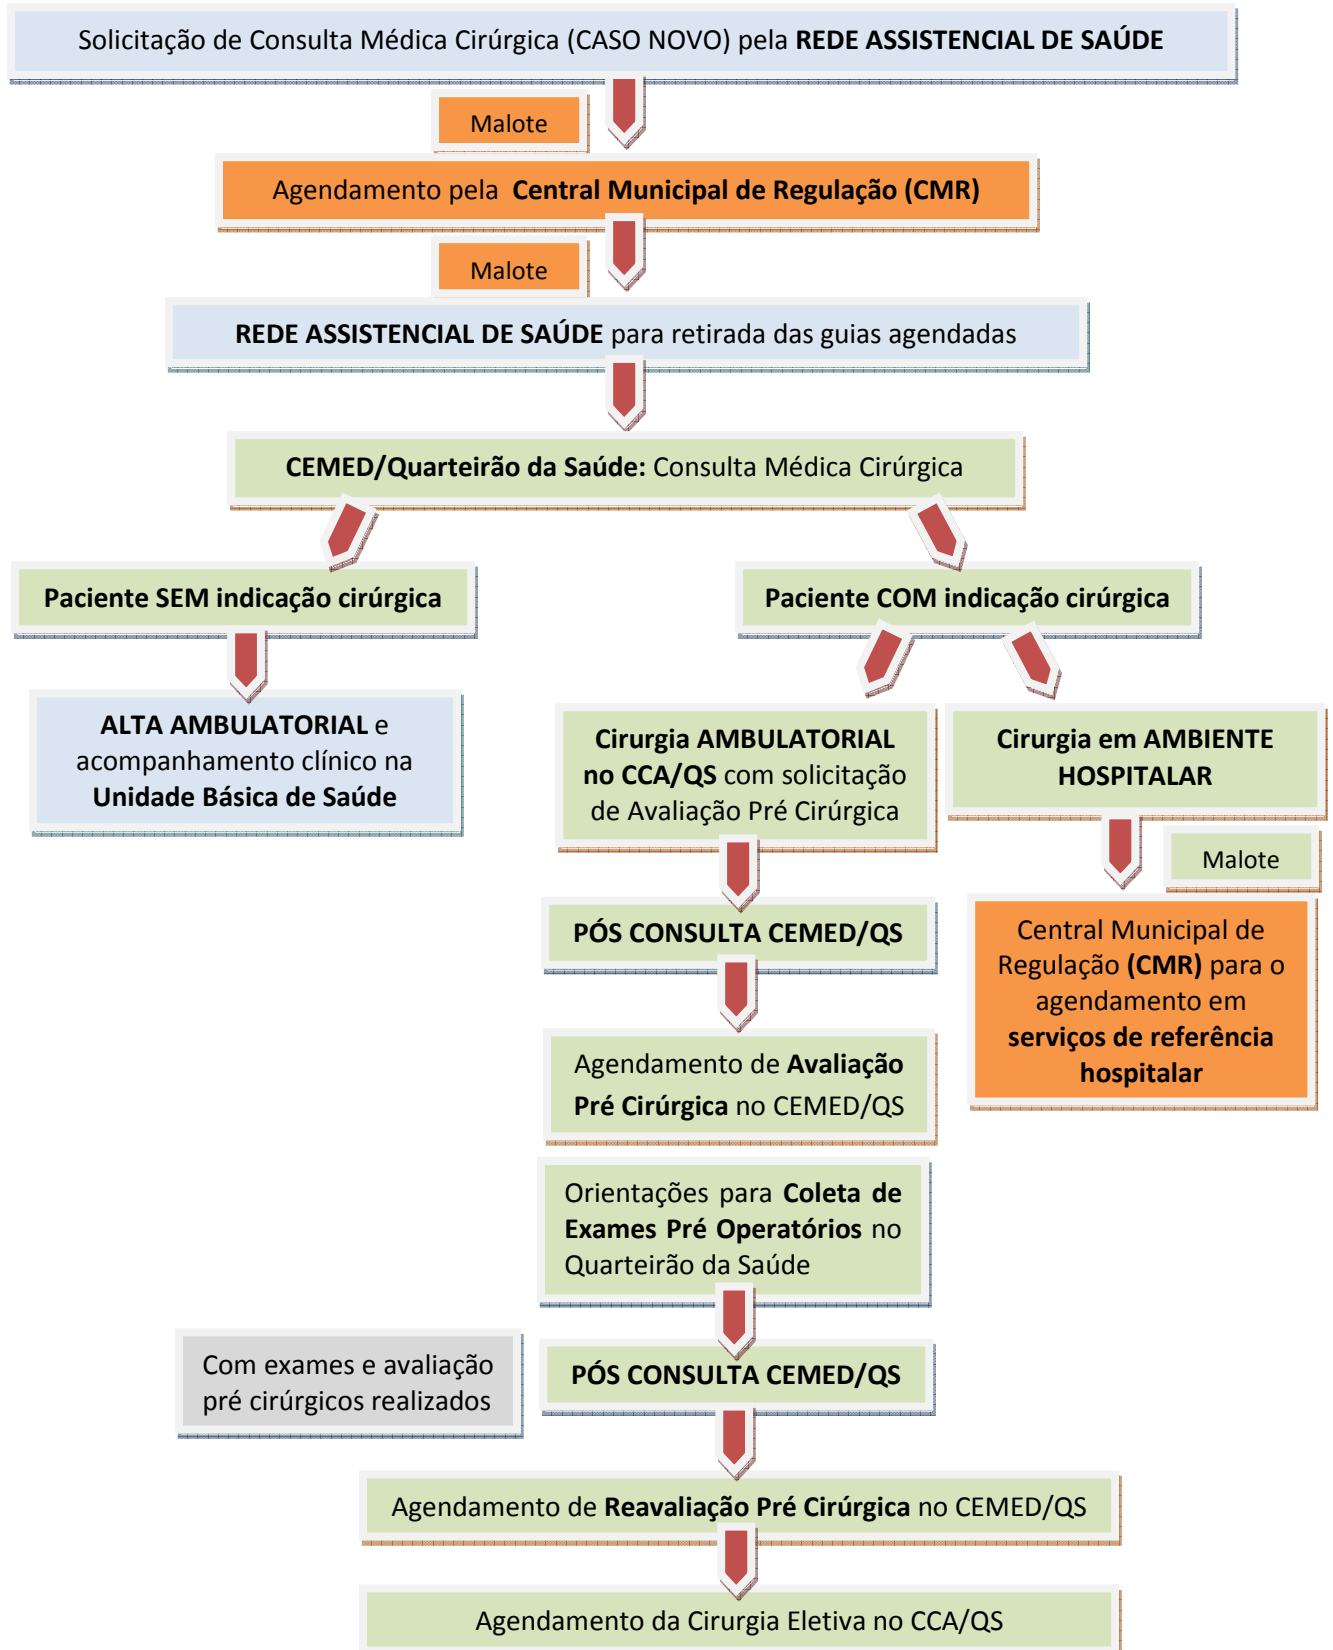 Solicitação de Consulta Médica Cirúrgica (CASO NOVO) pela REDE ASSISTENCIAL DE SAÚDE
Malote
Agendamento pela Central Municipal de Regulação (CMR)
Malote
REDE ASSISTENCIAL DE SAÚDE para retirada das guias agendadas
CEMED/Quarteirão da Saúde: Consulta Médica Cirúrgica
Paciente SEM indicação cirúrgica
Paciente COM indicação cirúrgica
ALTA AMBULATORIAL e
acompanhamento clínico na
Unidade Básica de Saúde
Cirurgia AMBULATORIAL
no CCA/QS com solicitação
de Avaliação Pré Cirúrgica
Cirurgia em AMBIENTE
HOSPITALAR
Malote
PÓS CONSULTA CEMED/QS
Central Municipal de
Regulação (CMR) para o
agendamento em
serviços de referência
hospitalar
Agendamento de Avaliação
Pré Cirúrgica no CEMED/QS
Orientações para Coleta de
Exames Pré Operatórios no
Quarteirão da Saúde
Com exames e avaliação
pré cirúrgicos realizados
PÓS CONSULTA CEMED/QS
Agendamento de Reavaliação Pré Cirúrgica no CEMED/QS
Agendamento da Cirurgia Eletiva no CCA/QS